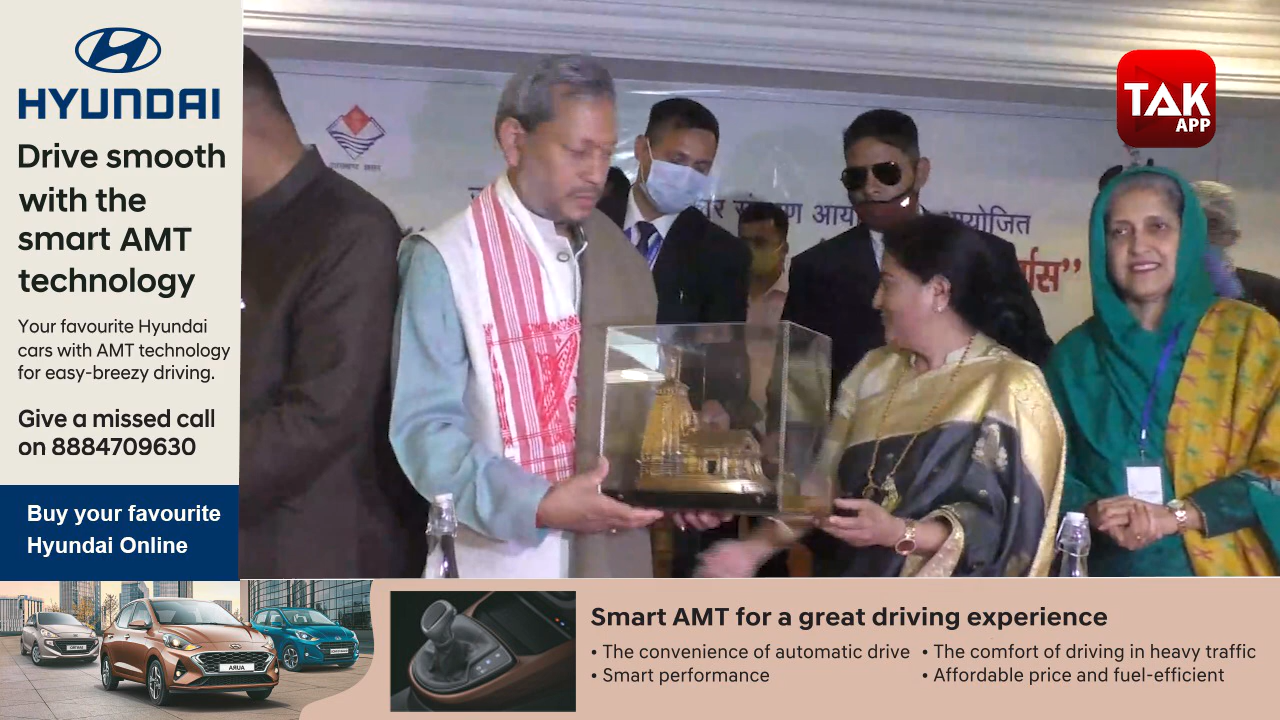 HYUNDAI
Drive smooth
with the
smart AMT
technology
Your favourite Hyundai
cars with AMT technology
for easy-breezy driving.
Give a missed call
on 8884709630
Buy your favourite
Hyundai Online
TAK
APP
आयोजित
ARUA
Smart AMT for a great driving experience
• The convenience of automatic drive
• The comfort of driving in heavy traffic
• Smart performance
• Affordable price and fuel-efficient